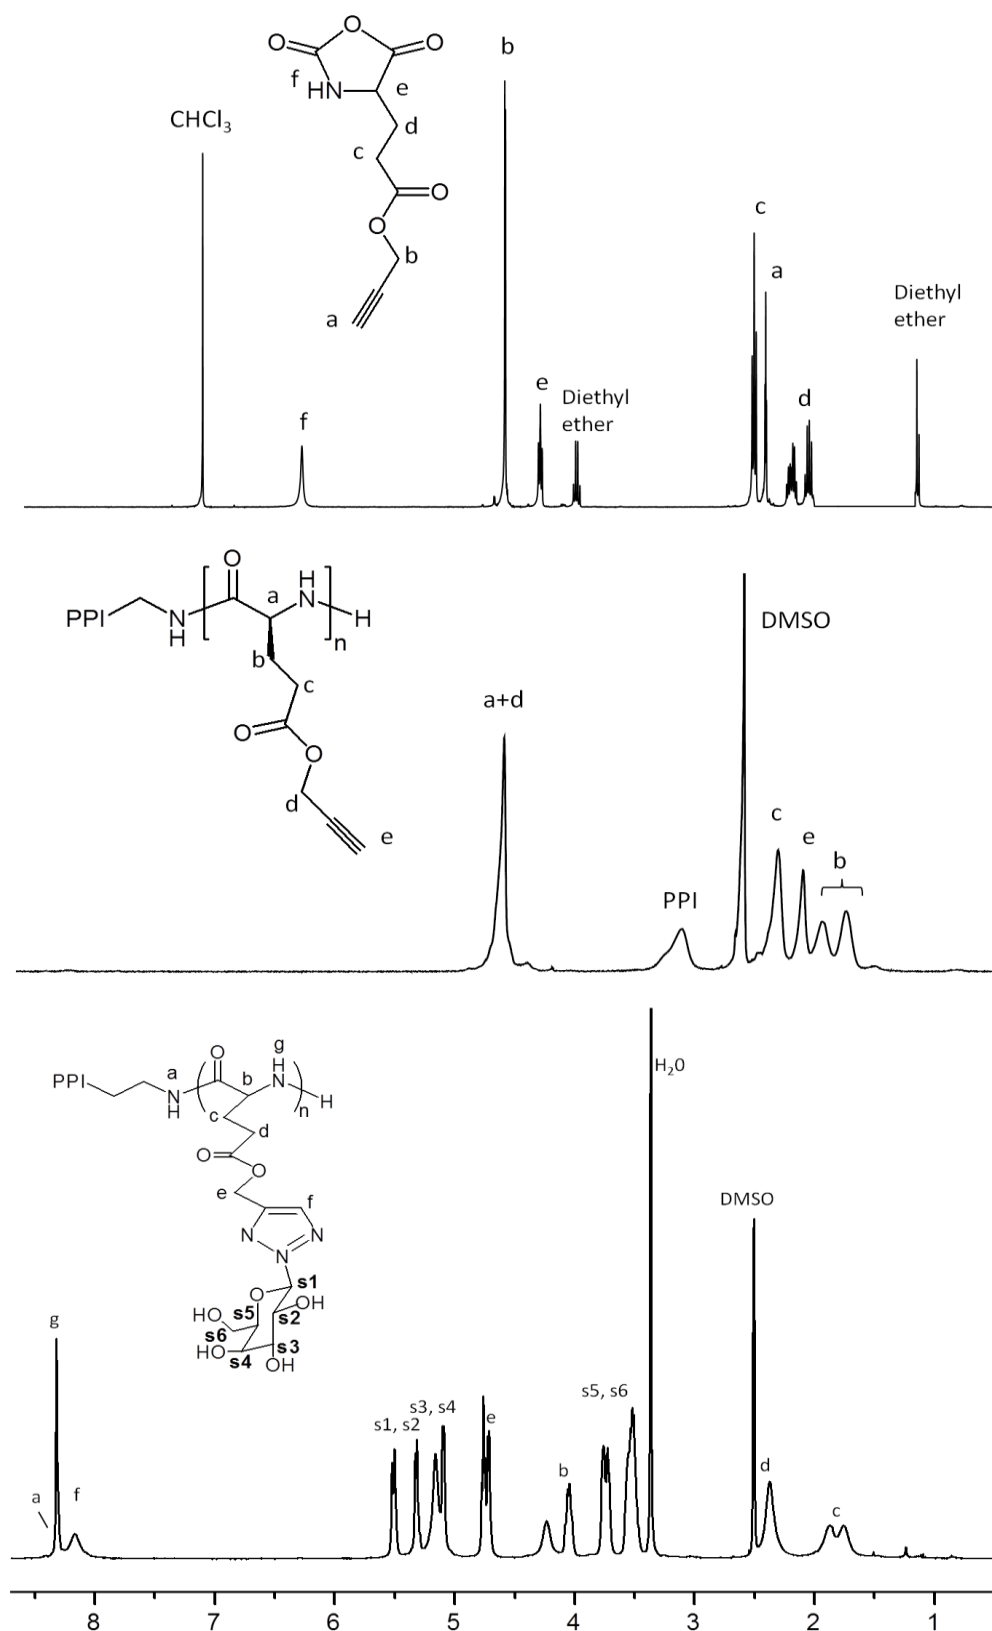 b
O
O
O
f
HN
e
CHCl3
d
c
O
O
b
a
c
a
Diethyl
ether
e
Diethyl
ether
d
f
O
H
N
H
a
PPI
N
H
n
b
c
O
O
d
e
DMSO
a+d
c
e
b
PPI
O
g
H
N
H
PPI
a
N
H
b
n
c
d
O
O
e
f
N
N
N
s1
O
OH
HO
s5
s2
s6
HO
s4
s3
OH
H20
DMSO
g
s3, s4
s1, s2
e
s5, s6
b
d
a
f
c
8 7 6 5 4 3 2 1